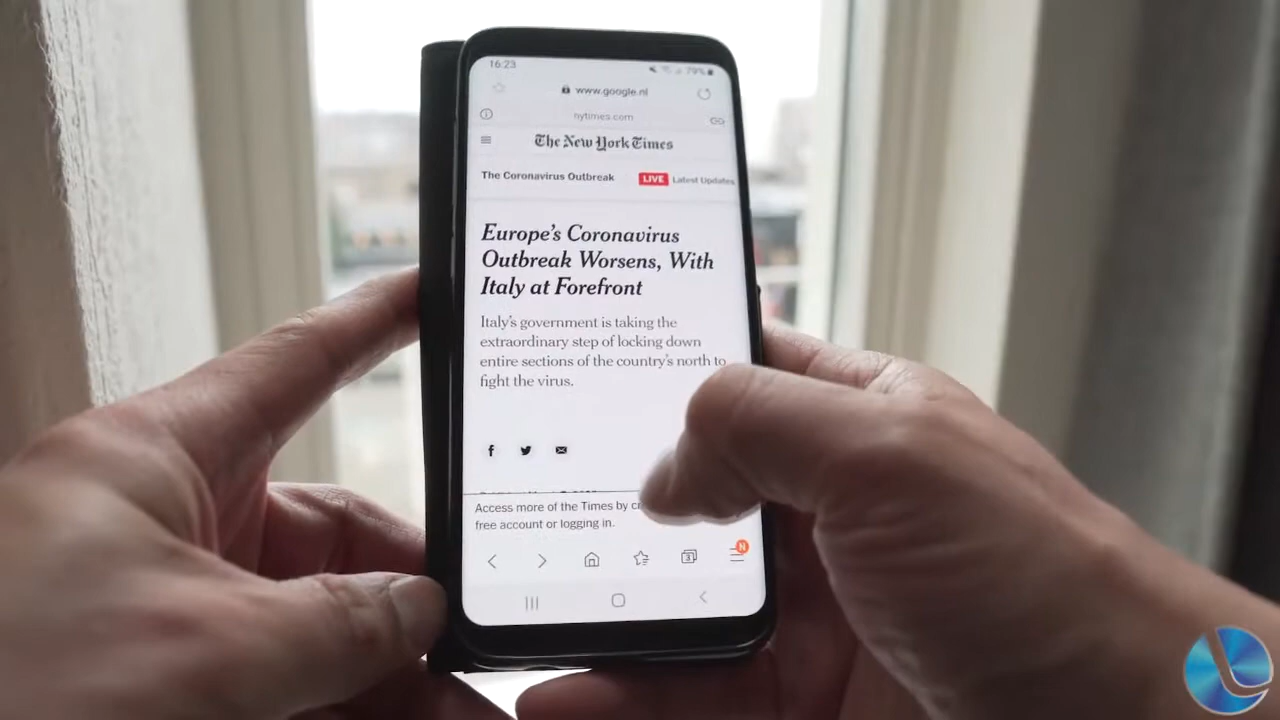 16:23
79%
www.google.nl
nytimes.com
The New York Times
The Coronavirus Outbreak
LIVE Latest Updates
Europe's Coronavirus
Outbreak Worsens, With
Italy at Forefront
Italy's government is taking the
extraordinary step of locking down
entire sections of the country's north to
fight the virus.
Access more of the Times by
free account or logging in.
3
N